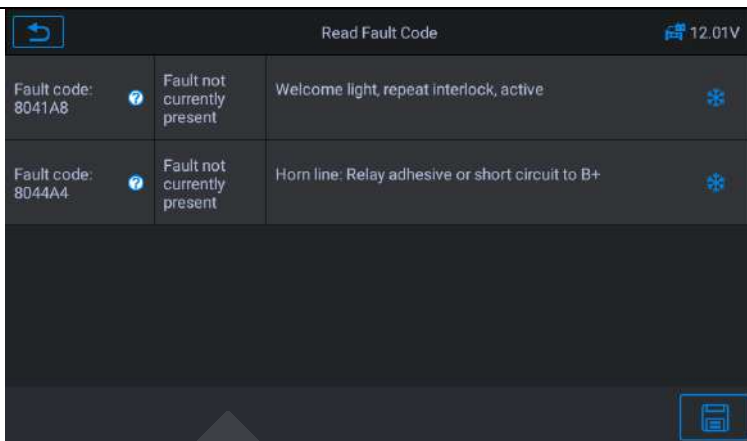 Read Fault Code
12.01V
Fault code:
8041A8
?
Fault not
currently
present
Welcome light, repeat interlock, active
Fault code:
8044A4
?
Fault not
currently
present
Horn line: Relay adhesive or short circuit to B+